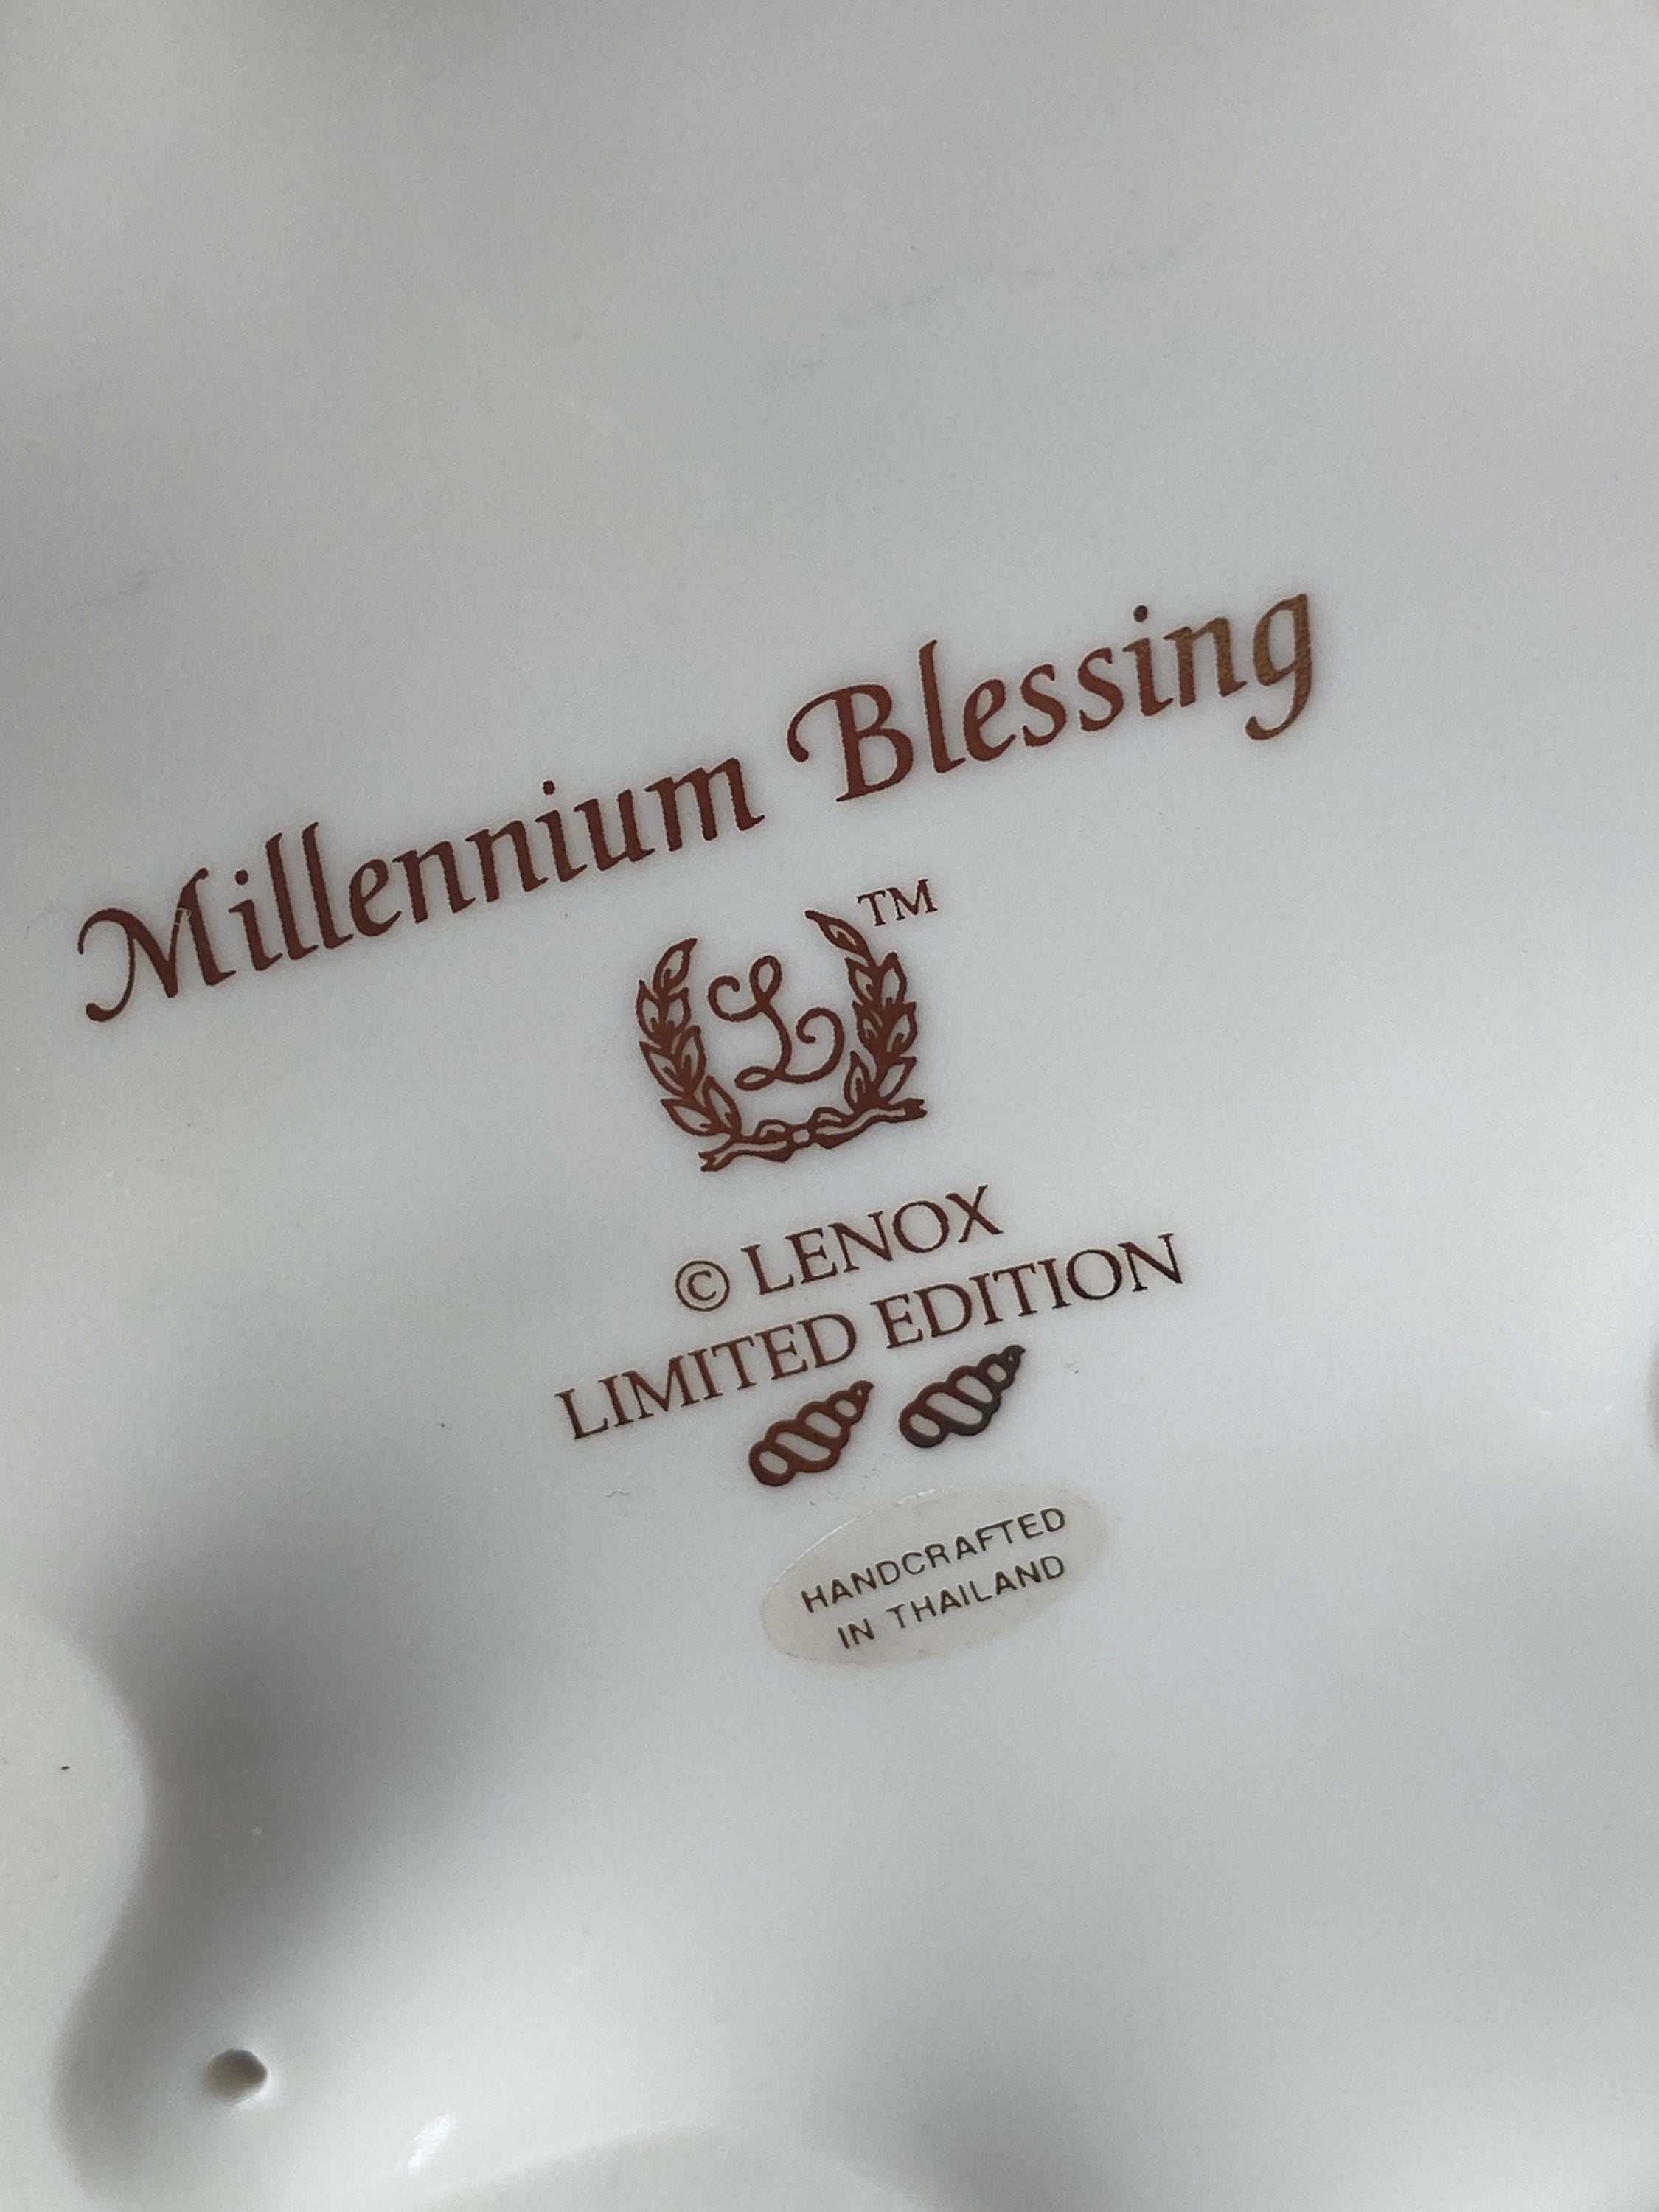 Millennium Blessing
L TM
© LENOX
LIMITED EDITION
HANDCRAFTED
IN THAILAND